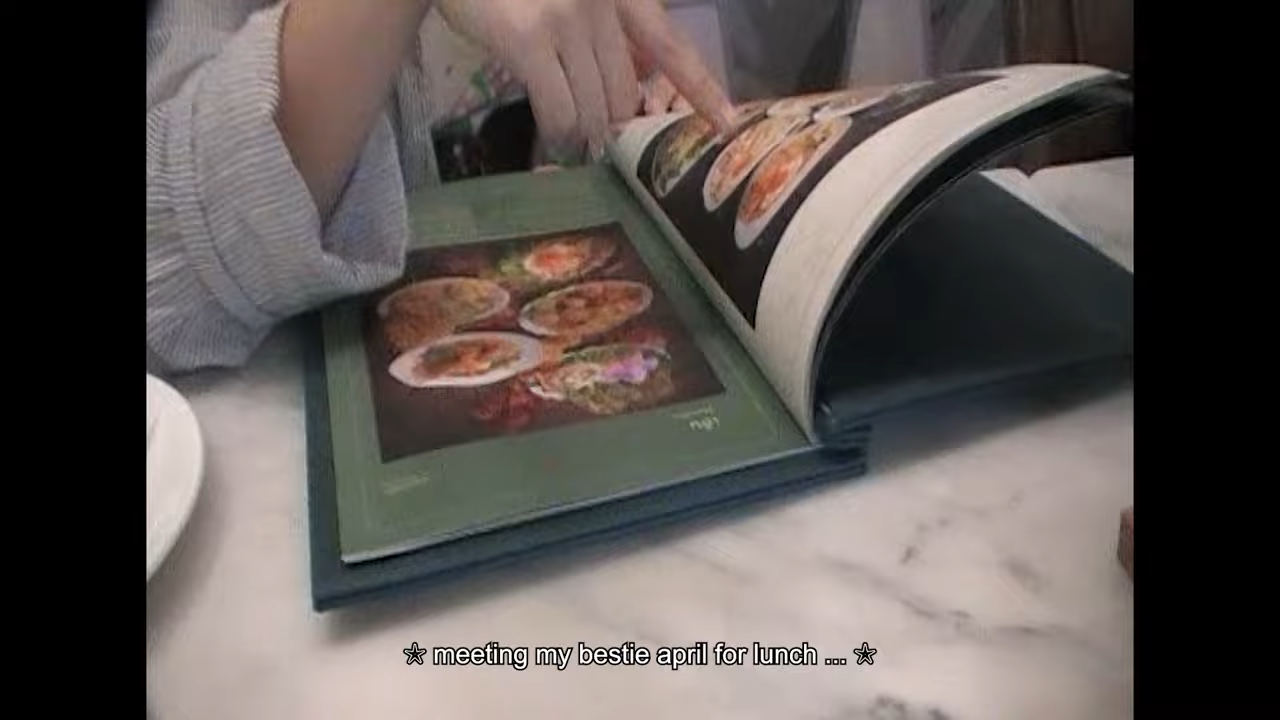 ☆ meeting my bestie april for lunch ... ☆